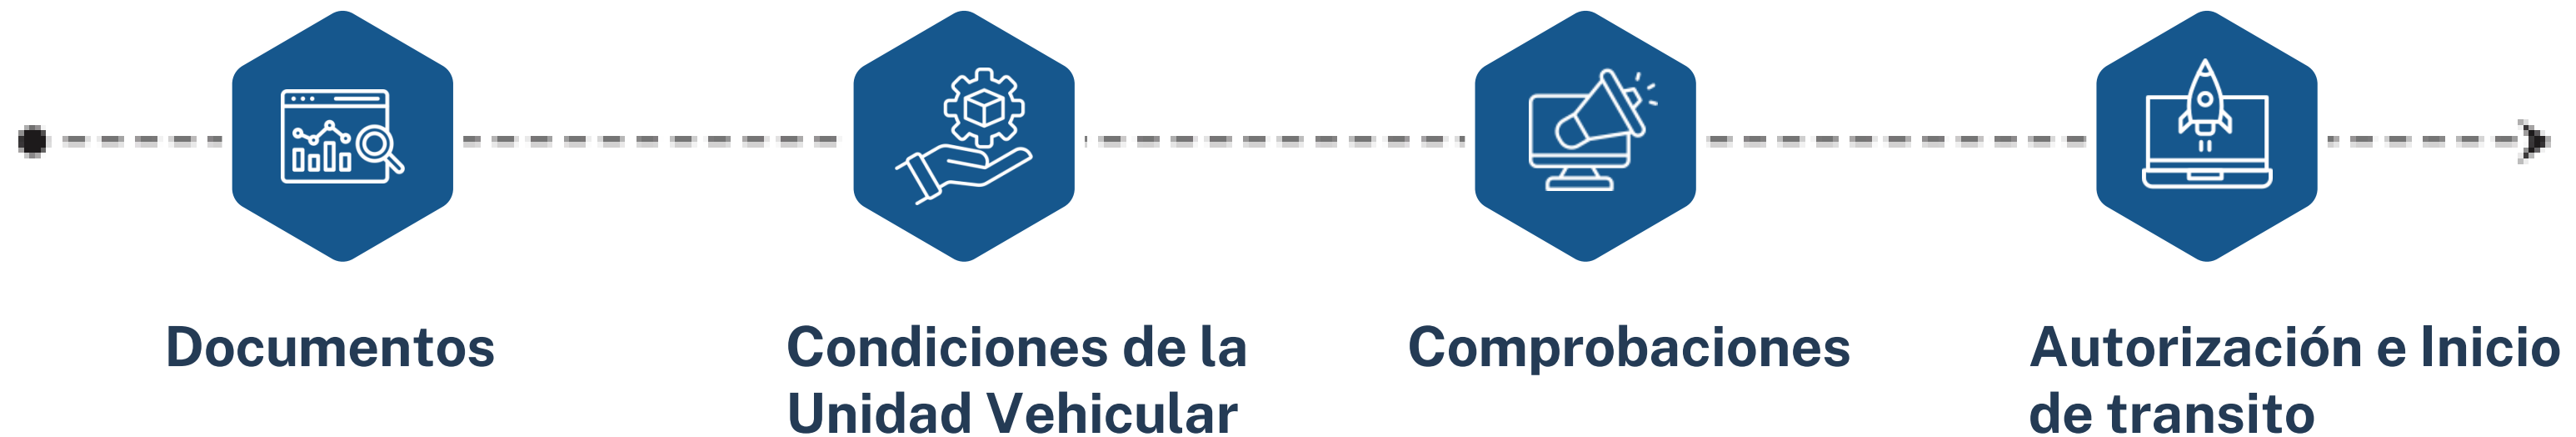 Documentos
Condiciones de la
Unidad Vehicular
Comprobaciones
Autorización e Inicio
de transito